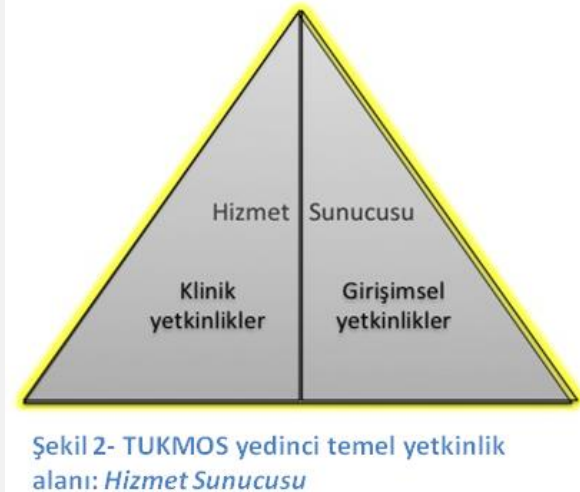 Hizmet Sunucusu
Klinik yetkinlikler
Girişimsel yetkinlikler
Şekil 2- TUKMOS yedinci temel yetkinlik
alanı: Hizmet Sunucusu